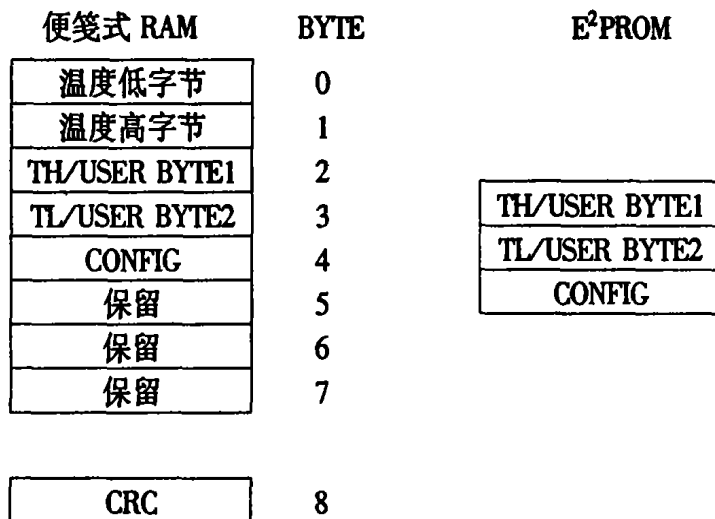 便笺式 RAM BYTE E²PROM
温度低字节 0
温度高字节 1
TH/USER BYTE1 2
TL/USER BYTE2 3
CONFIG 4
保留 5
保留 6
保留 7
TH/USER BYTE1
TL/USER BYTE2
CONFIG
CRC 8